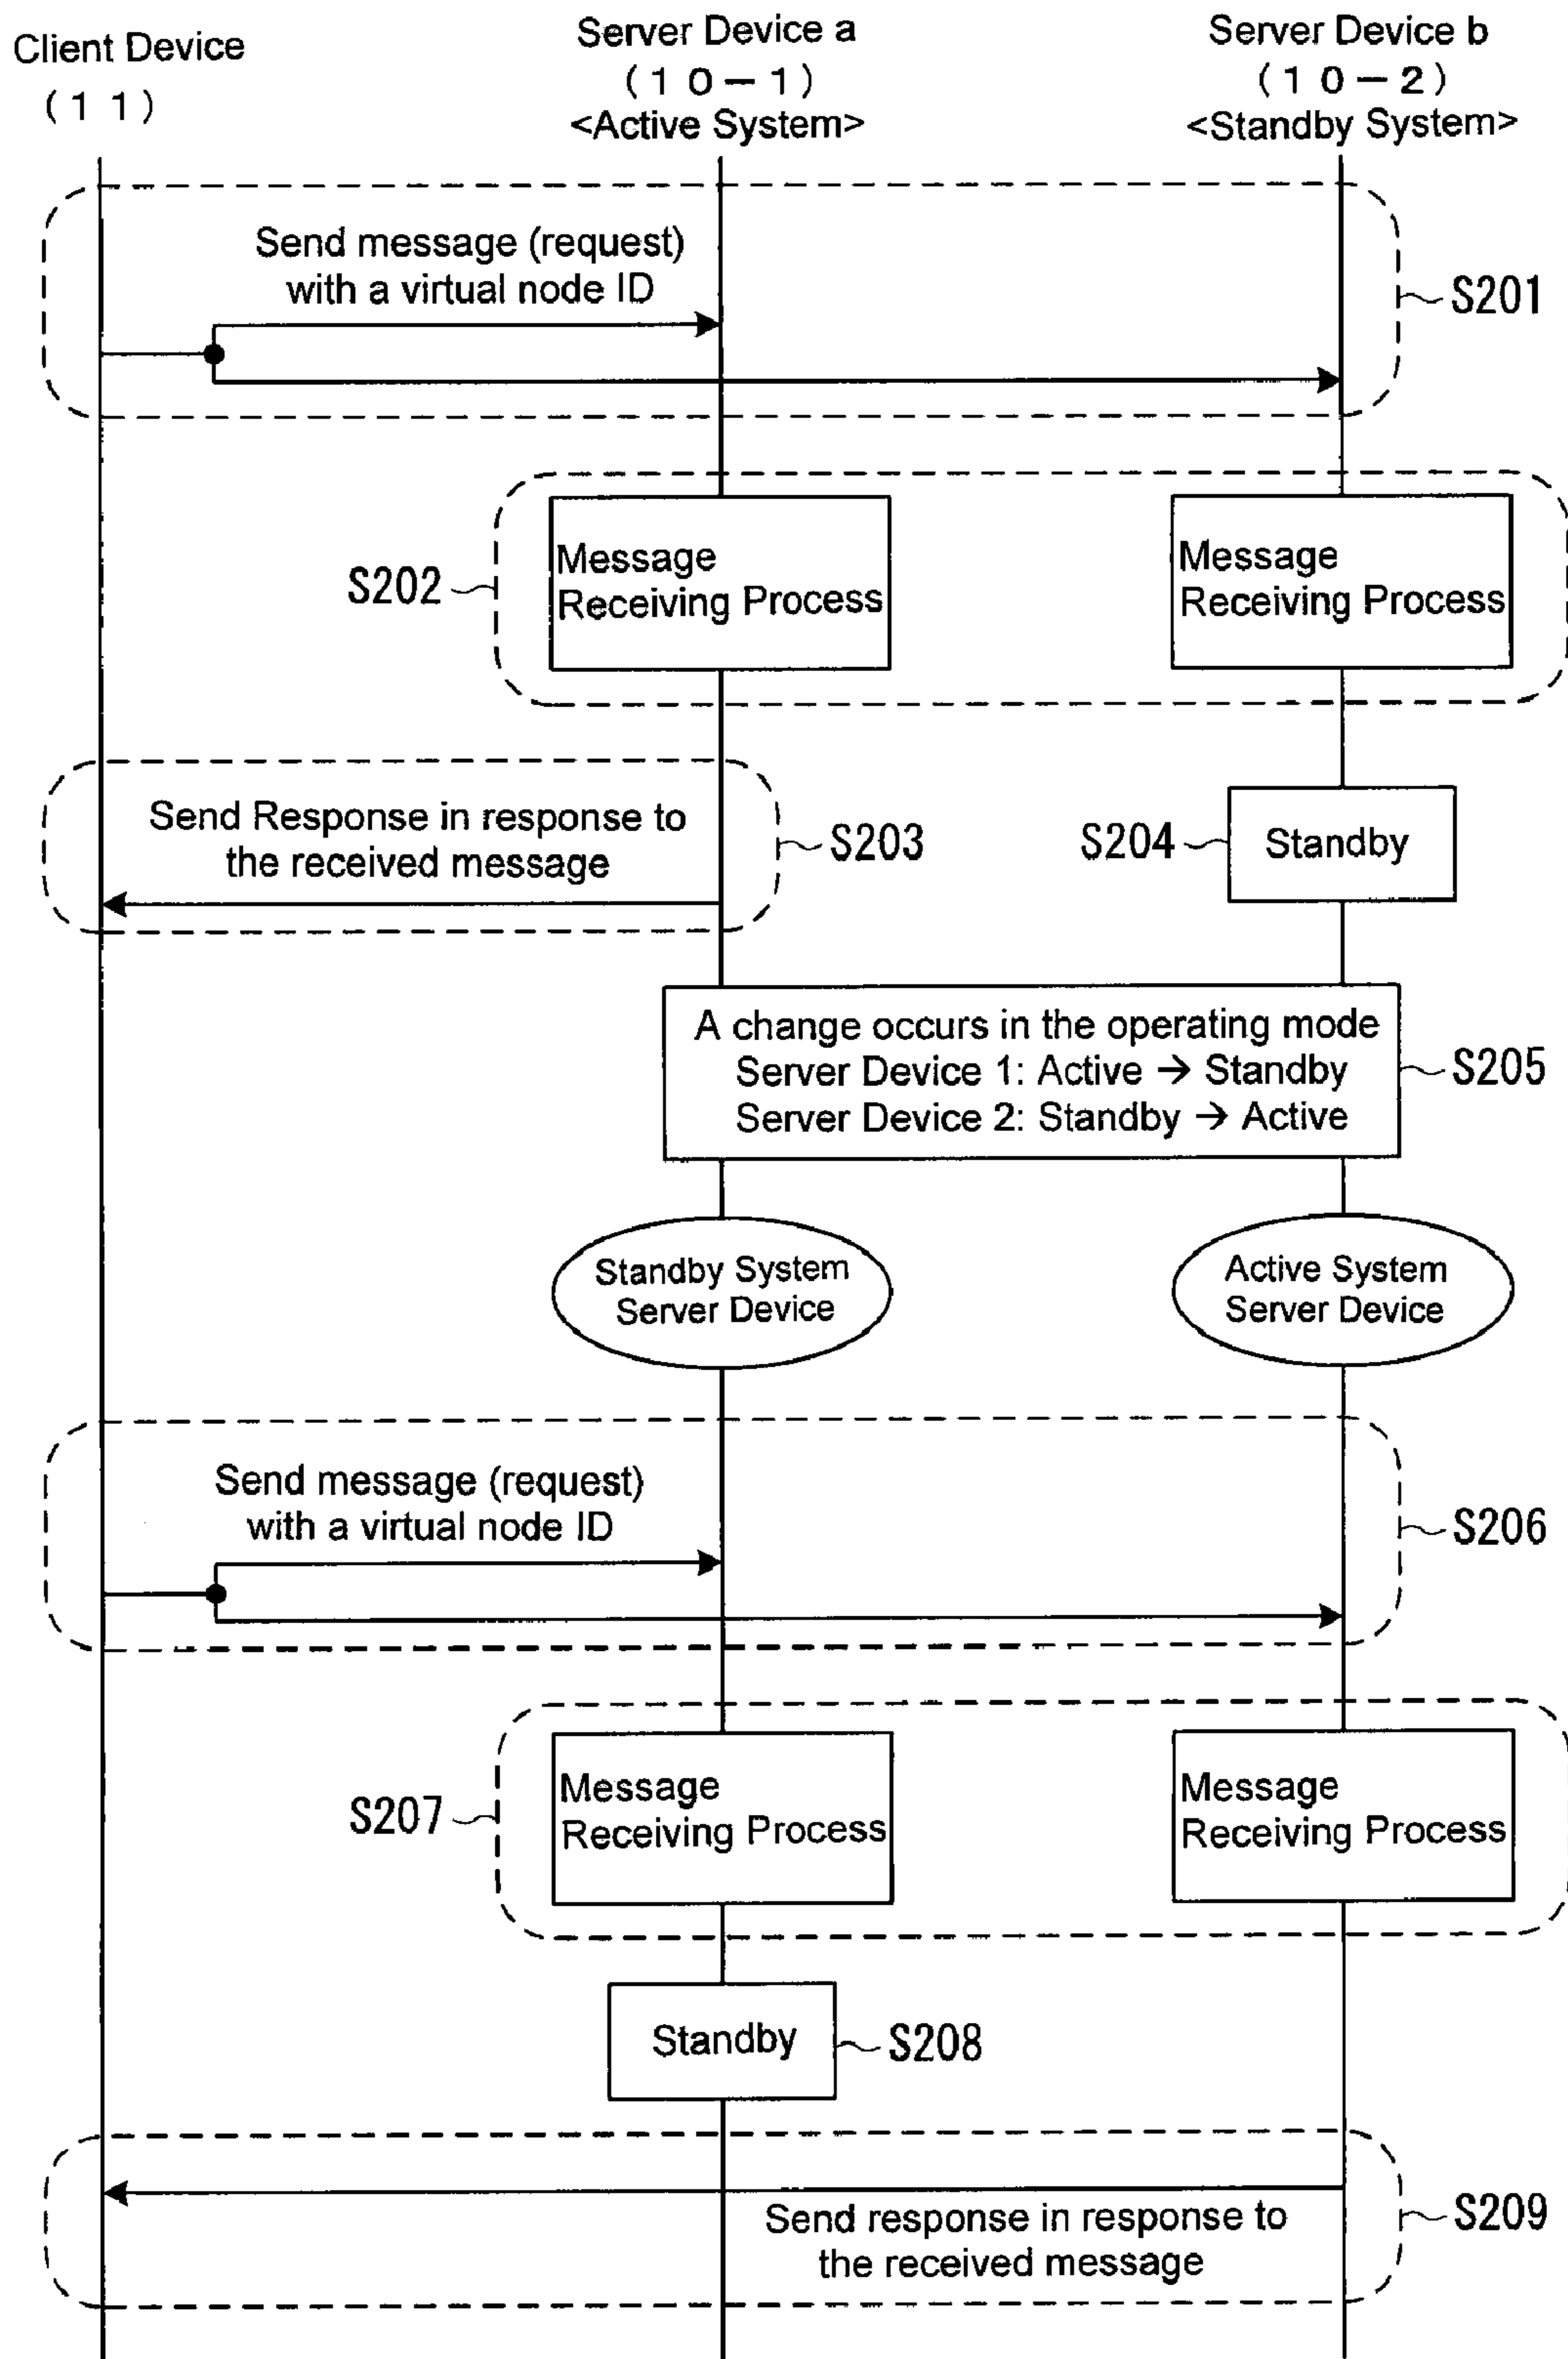 Client Device
(11)
Server Device a
(10-1)
<Active System>
Server Device b
(10-2)
<Standby System>
Send message (request)
with a virtual node ID
S201
S202
Message
Receiving Process
Message
Receiving Process
Send Response in response to
the received message
S203
S204
Standby
A change occurs in the operating mode
Server Device 1: Active → Standby
Server Device 2: Standby → Active
S205
Standby System
Server Device
Active System
Server Device
Send message (request)
with a virtual node ID
S206
S207
Message
Receiving Process
Message
Receiving Process
Standby
S208
Send response in response to
the received message
S209